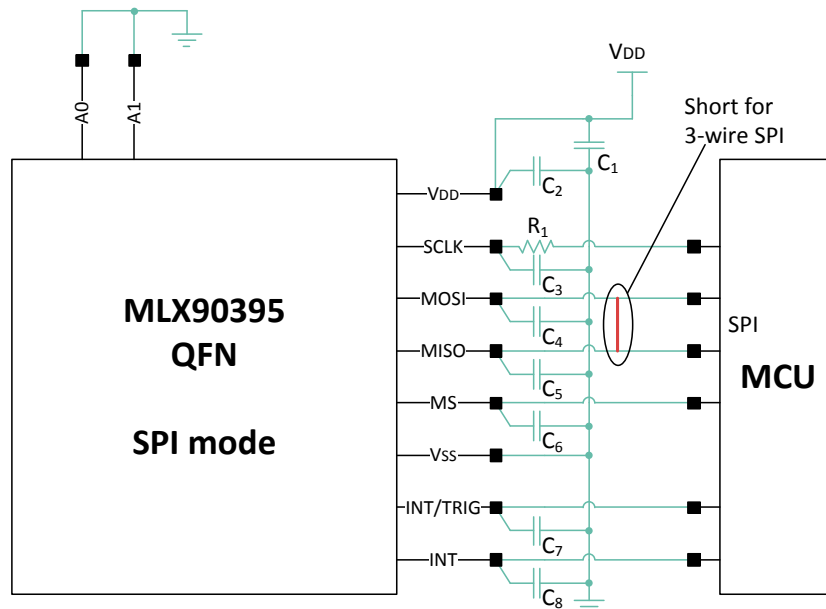 A0
A1
VDD
Short for
3-wire SPI
C1
C2
VDD
R1
SCLK
C3
MOSI
C4
MISO
C5
MS
C6
VSS
INT/TRIG
C7
INT
C8
MLX90395
QFN
SPI mode
SPI
MCU